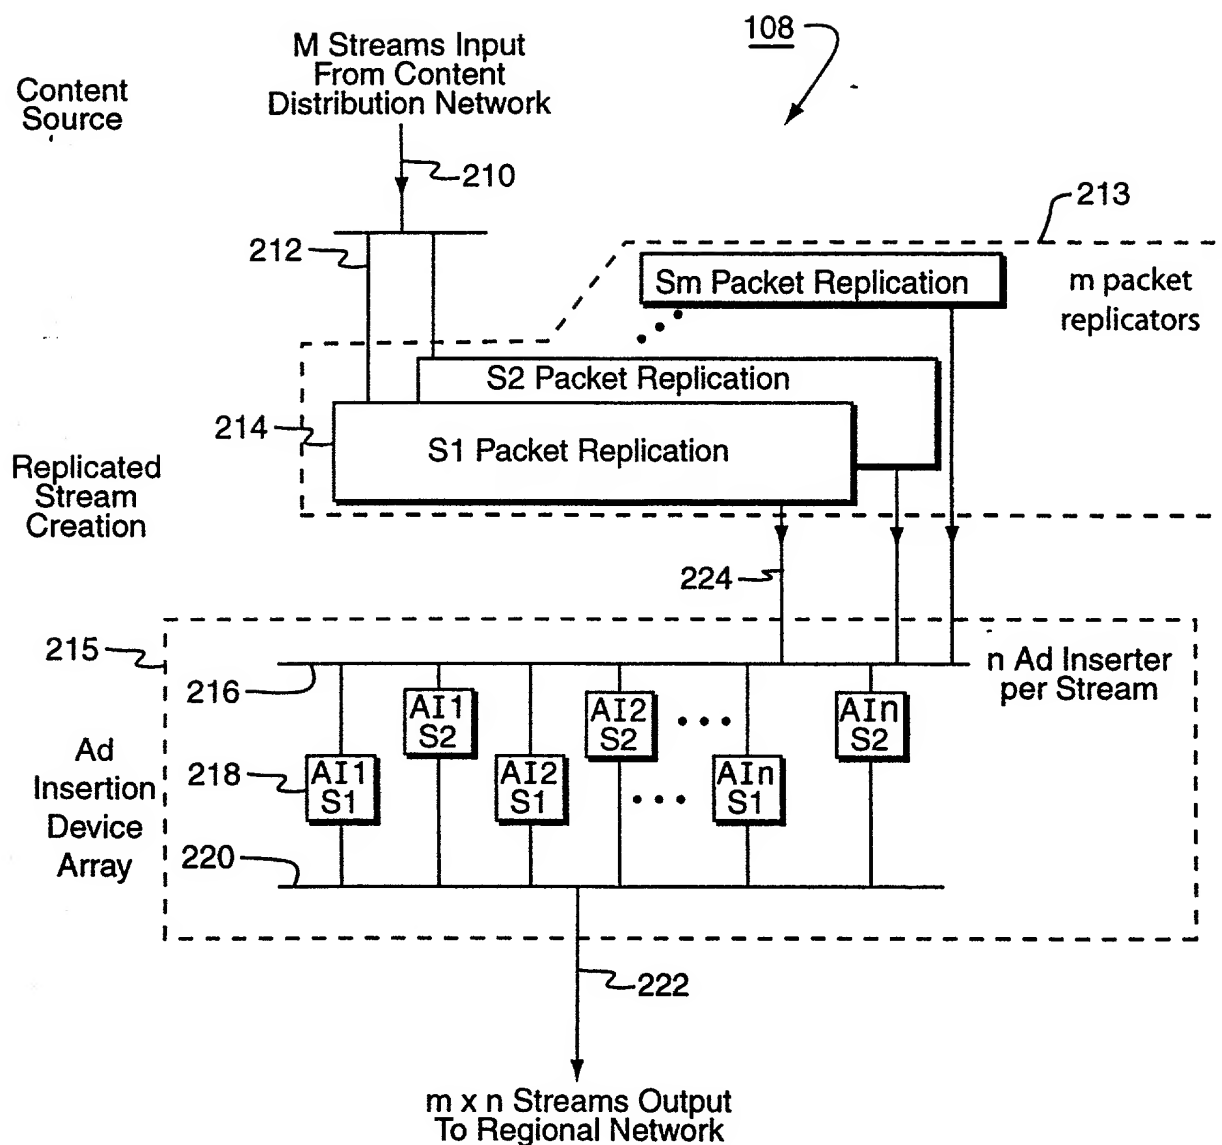 108
M Streams Input
From Content
Distribution Network
Content
Source
210
213
212
Sm Packet Replication
m packet
replicators
S2 Packet Replication
214
S1 Packet Replication
Replicated
Stream
Creation
224
215
216
n Ad Inserter
per Stream
AI1
S2
AI2
S2
AIn
S2
Ad
Insertion
Device
Array
218
AI1
S1
AI2
S1
AIn
S1
220
222
m x n Streams Output
To Regional Network